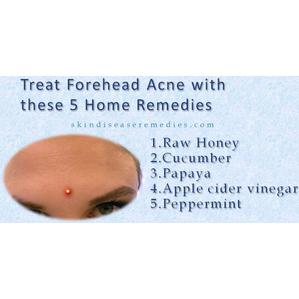 Treat Forehead Acne with
these 5 Home Remedies
skindiseaseremedies.com
1.Raw Honey
2.Cucumber
3.Papaya
4.Apple cider vinegar
5.Peppermint